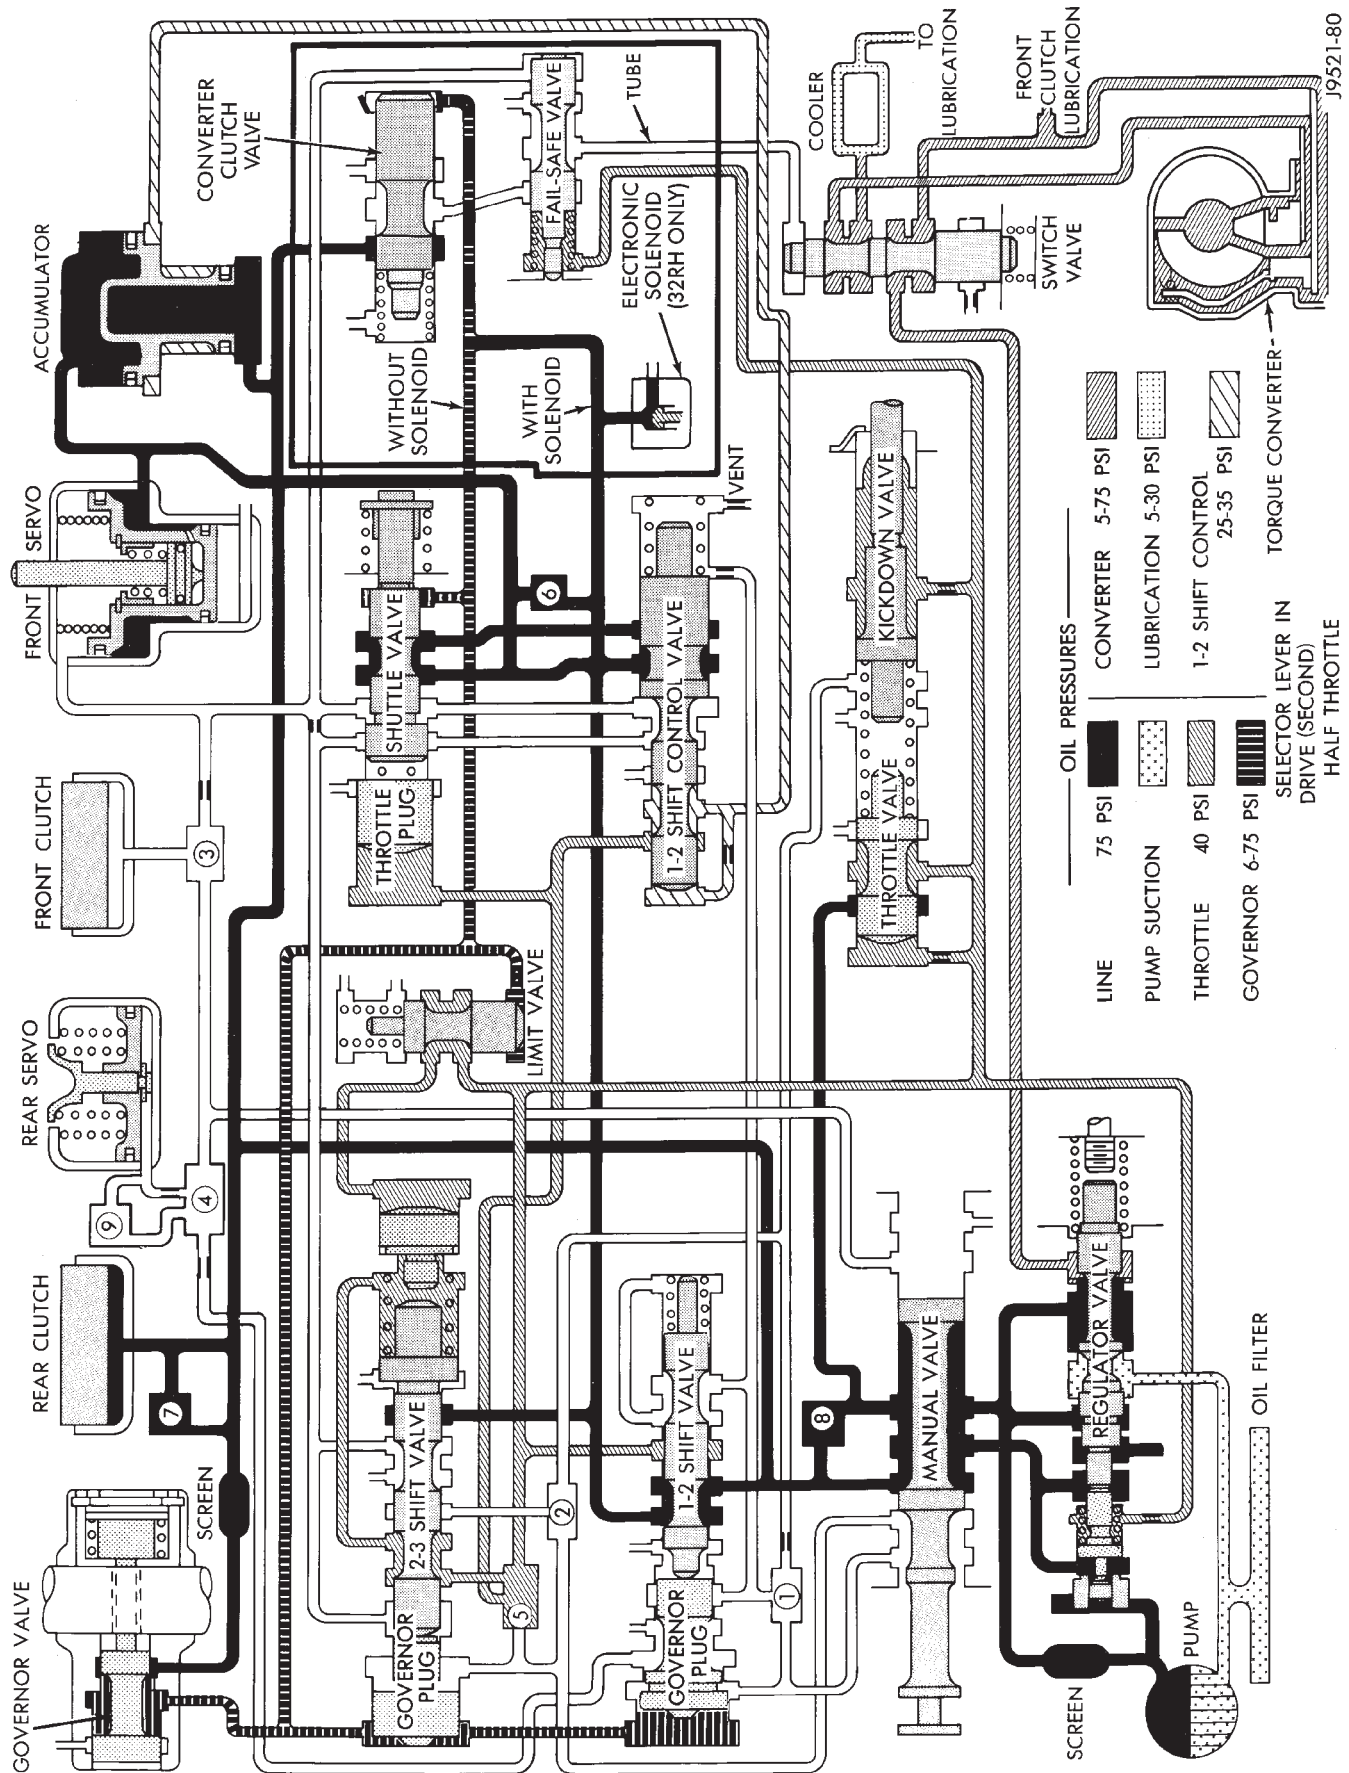 GOVERNOR VALVE
SCREEN
REAR CLUTCH
7
9
4
REAR SERVO
3
FRONT CLUTCH
FRONT SERVO
ACCUMULATOR
CONVERTER
CLUTCH
VALVE
GOVERNOR
PLUG
2-3 SHIFT VALVE
5
2
LIMIT VALVE
THROTTLE
PLUG
SHUTTLE VALVE
6
WITHOUT
SOLENOID
WITH
SOLENOID
ELECTRONIC
SOLENOID
(32RH ONLY)
FAIL-SAFE VALVE
TUBE
GOVERNOR
PLUG
1-2 SHIFT VALVE
1
8
1-2 SHIFT CONTROL VALVE
VENT
COOLER
TO
LUBRICATION
FRONT
CLUTCH
LUBRICATION
SWITCH
VALVE
MANUAL VALVE
THROTTLE VALVE
KICKDOWN VALVE
SCREEN
PUMP
REGULATOR VALVE
OIL FILTER
OIL PRESSURES
LINE 75 PSI
PUMP SUCTION
THROTTLE 40 PSI
GOVERNOR 6-75 PSI
CONVERTER 5-75 PSI
LUBRICATION 5-30 PSI
1-2 SHIFT CONTROL
25-35 PSI
TORQUE CONVERTER
SELECTOR LEVER IN
DRIVE (SECOND)
HALF THROTTLE
J9521-80